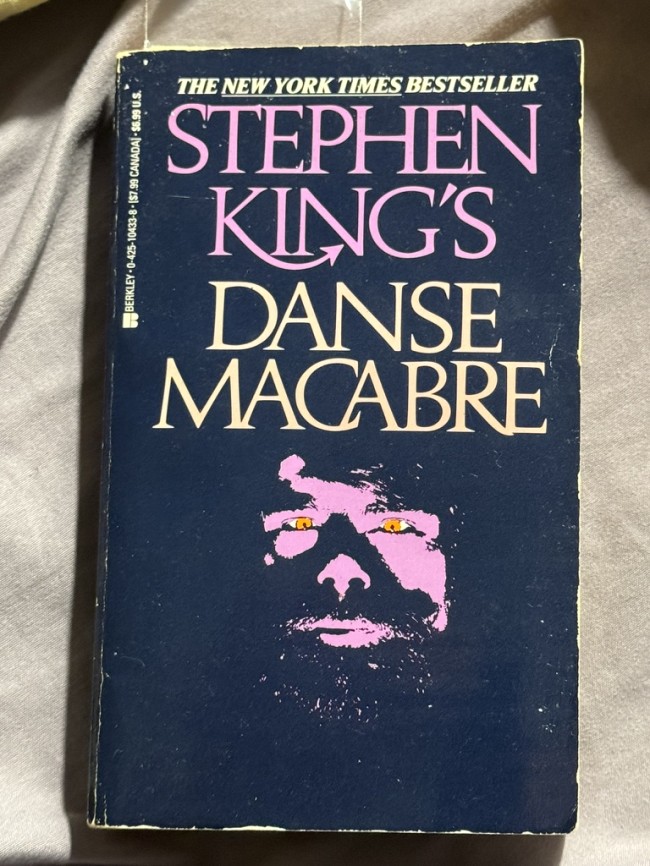 THE NEW YORK TIMES BESTSELLER
STEPHEN
KING'S
DANSE
MACABRE
BERKLEY • 0-425-10433-8 • [$7.99 CANADA] • $6.99 U.S.